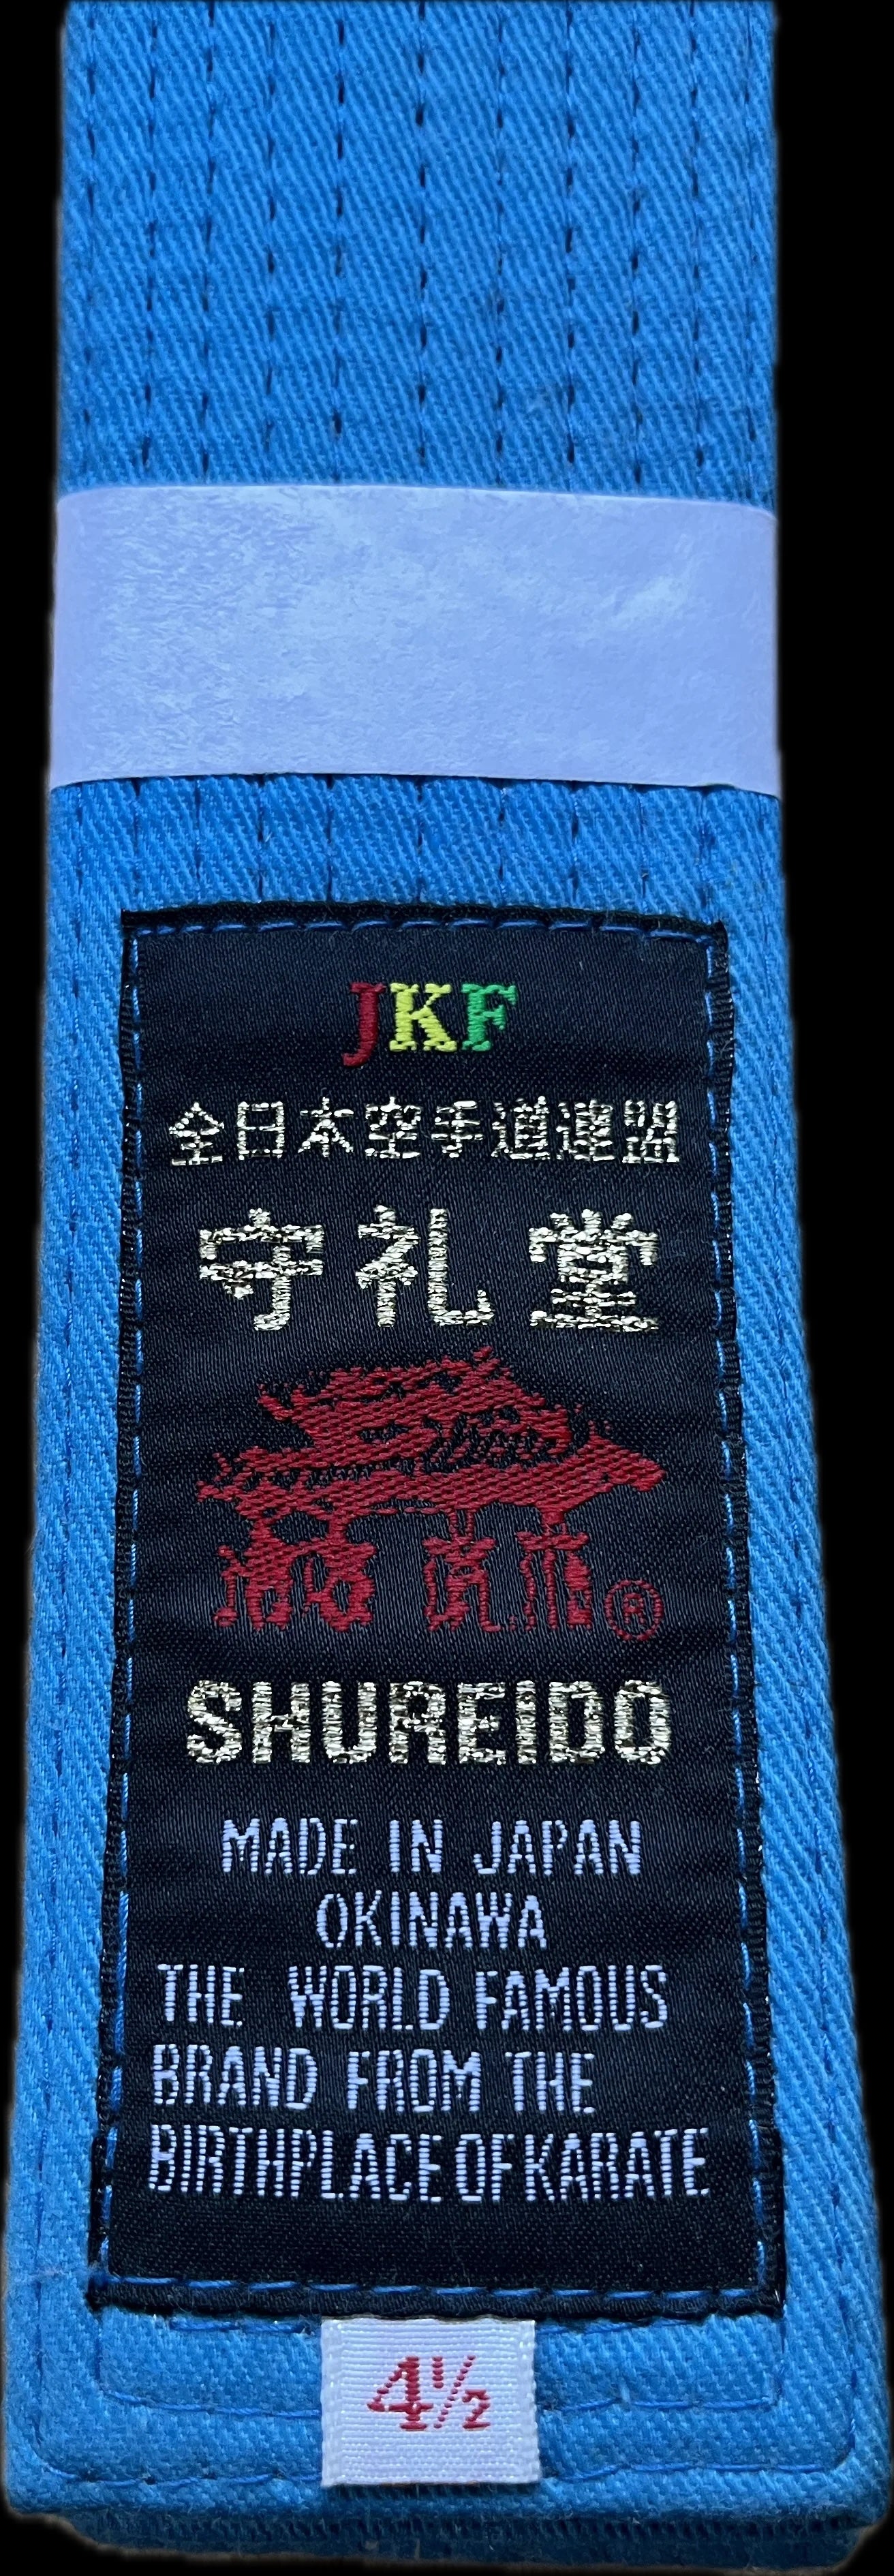 JKF
全日本空手道連盟
守礼堂
®
SHUREIDO
MADE IN JAPAN
OKINAWA
THE WORLD FAMOUS
BRAND FROM THE
BIRTHPLACE OF KARATE
4½